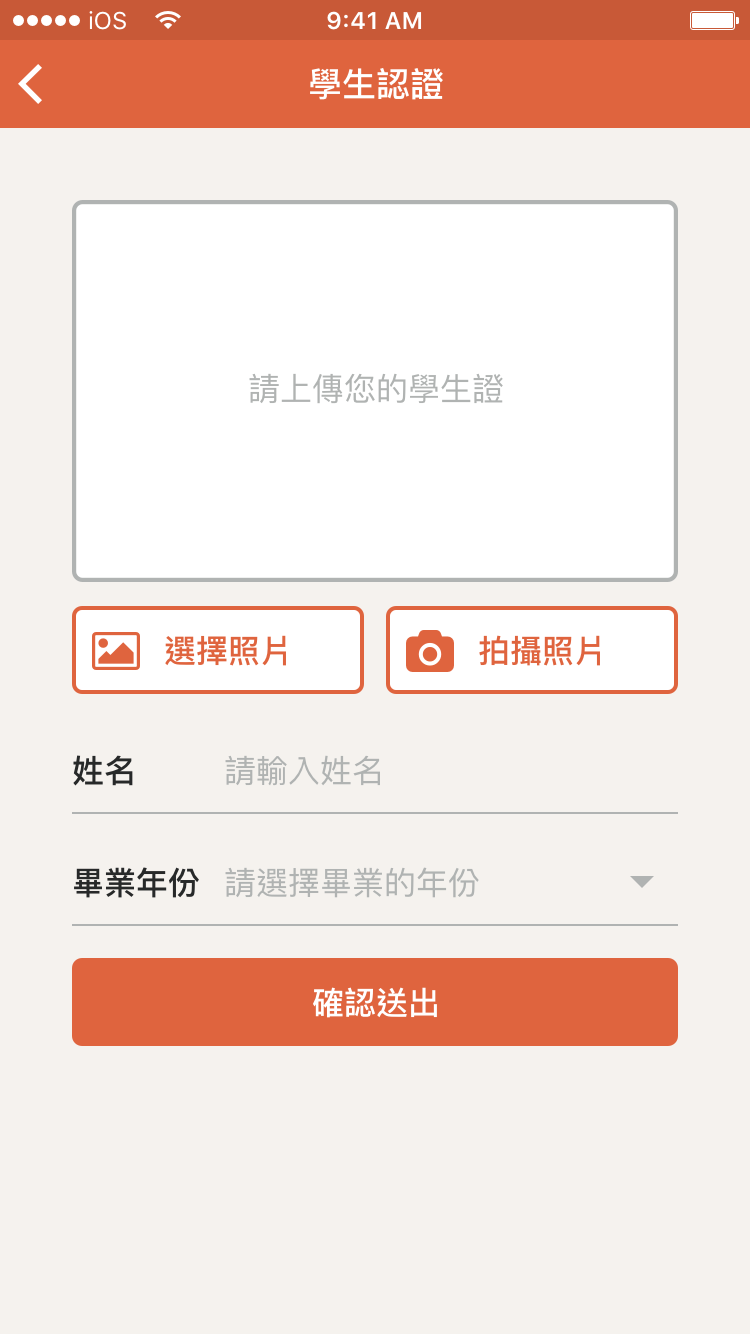 iOS 9:41 AM
學生認證
請上傳您的學生證
選擇照片 拍攝照片
姓名 請輸入姓名
畢業年份 請選擇畢業的年份
確認送出